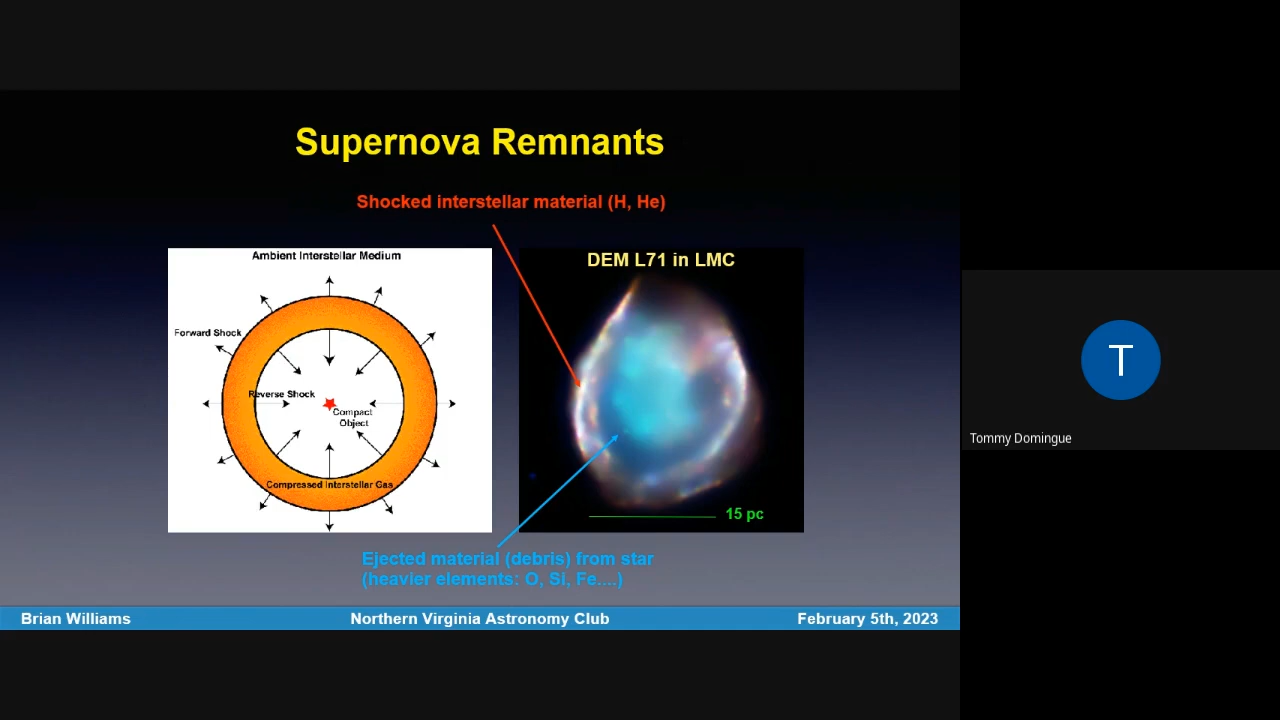 Supernova Remnants
Shocked interstellar material (H, He)
Ambient Interstellar Medium
Forward Shock
Reverse Shock
Compact
Object
Compressed Interstellar Gas
DEM L71 in LMC
15 pc
Ejected material (debris) from star
(heavier elements: O, Si, Fe....)
Brian Williams
Northern Virginia Astronomy Club
February 5th, 2023
T
Tommy Domingue